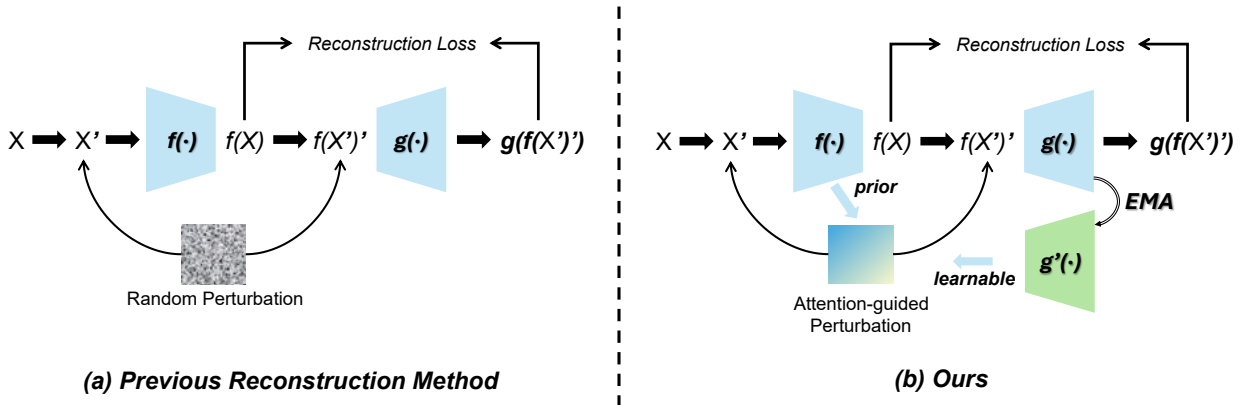 Reconstruction Loss
X X' f(·) f(X) f(X')' g(·) g(f(X')')
Random Perturbation
(a) Previous Reconstruction Method
Reconstruction Loss
X X' f(·) f(X) f(X')' g(·) g(f(X')')
prior
EMA
g'(·)
learnable
Attention-guided
Perturbation
(b) Ours